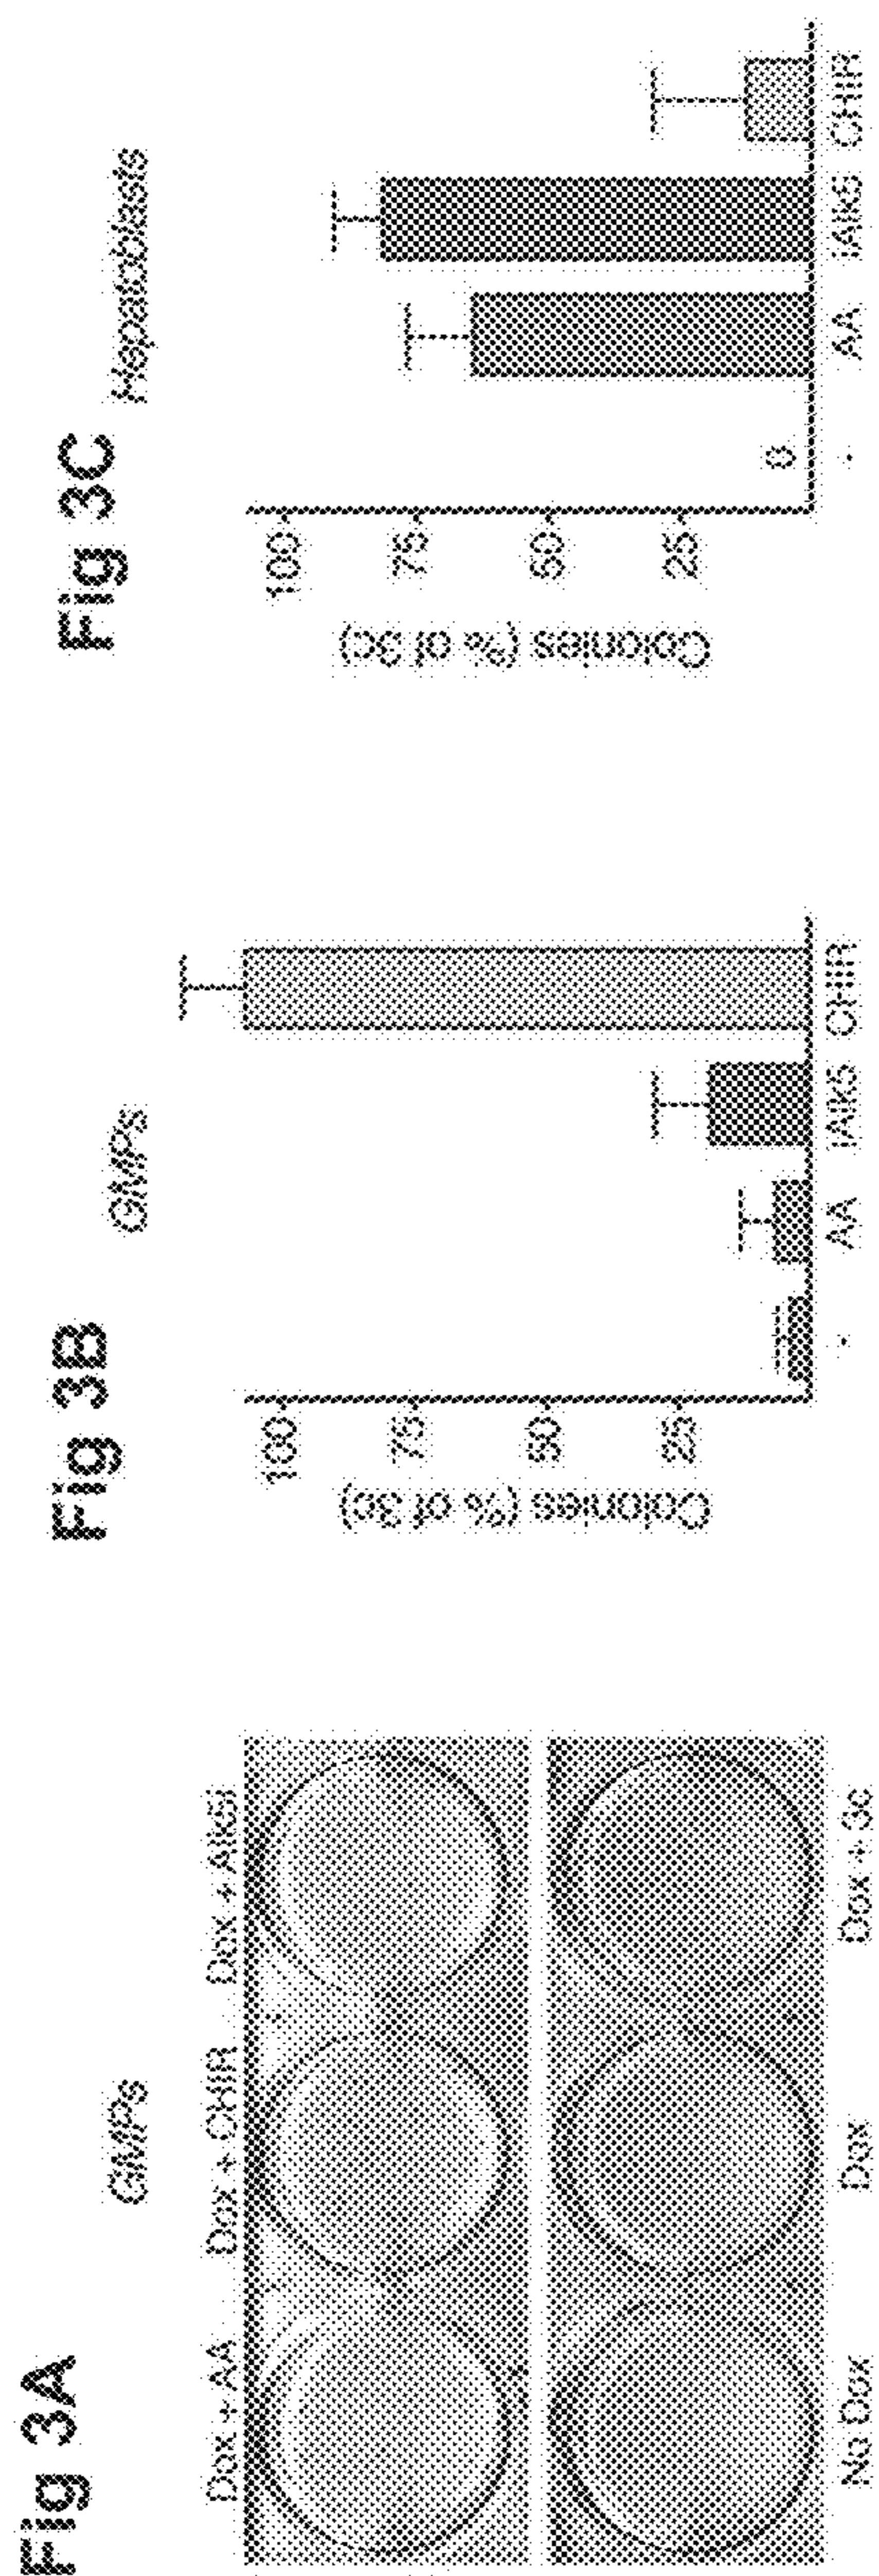 Fig 3A
GMPs
Dox + AA
Dox + CHIR
Dox + Alk5i
No Dox
Dox
Dox + 3c
Fig 3B
GMPs
Colonies (% of 3c)
100
75
50
25
-
AA
iAlk5
CHIR
Fig 3C
Hepatoblasts
Colonies (% of 3c)
100
75
50
25
0
-
AA
iAlk5
CHIR